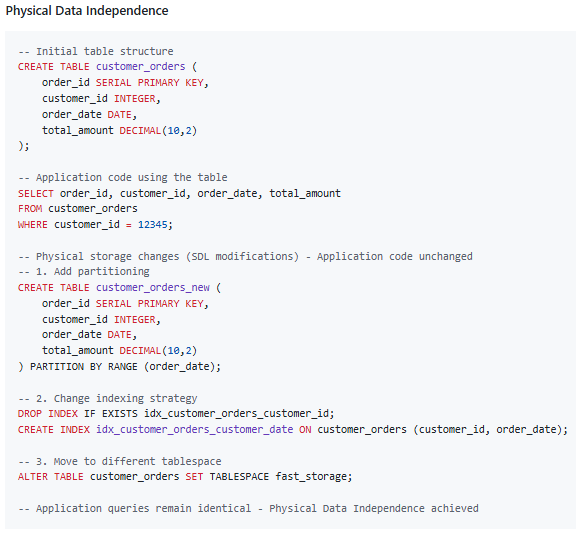 Physical Data Independence
-- Initial table structure
CREATE TABLE customer_orders (
    order_id SERIAL PRIMARY KEY,
    customer_id INTEGER,
    order_date DATE,
    total_amount DECIMAL(10,2)
);
-- Application code using the table
SELECT order_id, customer_id, order_date, total_amount
FROM customer_orders
WHERE customer_id = 12345;
-- Physical storage changes (SDL modifications) - Application code unchanged
-- 1. Add partitioning
CREATE TABLE customer_orders_new (
    order_id SERIAL PRIMARY KEY,
    customer_id INTEGER,
    order_date DATE,
    total_amount DECIMAL(10,2)
) PARTITION BY RANGE (order_date);
-- 2. Change indexing strategy
DROP INDEX IF EXISTS idx_customer_orders_customer_id;
CREATE INDEX idx_customer_orders_customer_date ON customer_orders (customer_id, order_date);
-- 3. Move to different tablespace
ALTER TABLE customer_orders SET TABLESPACE fast_storage;
-- Application queries remain identical - Physical Data Independence achieved